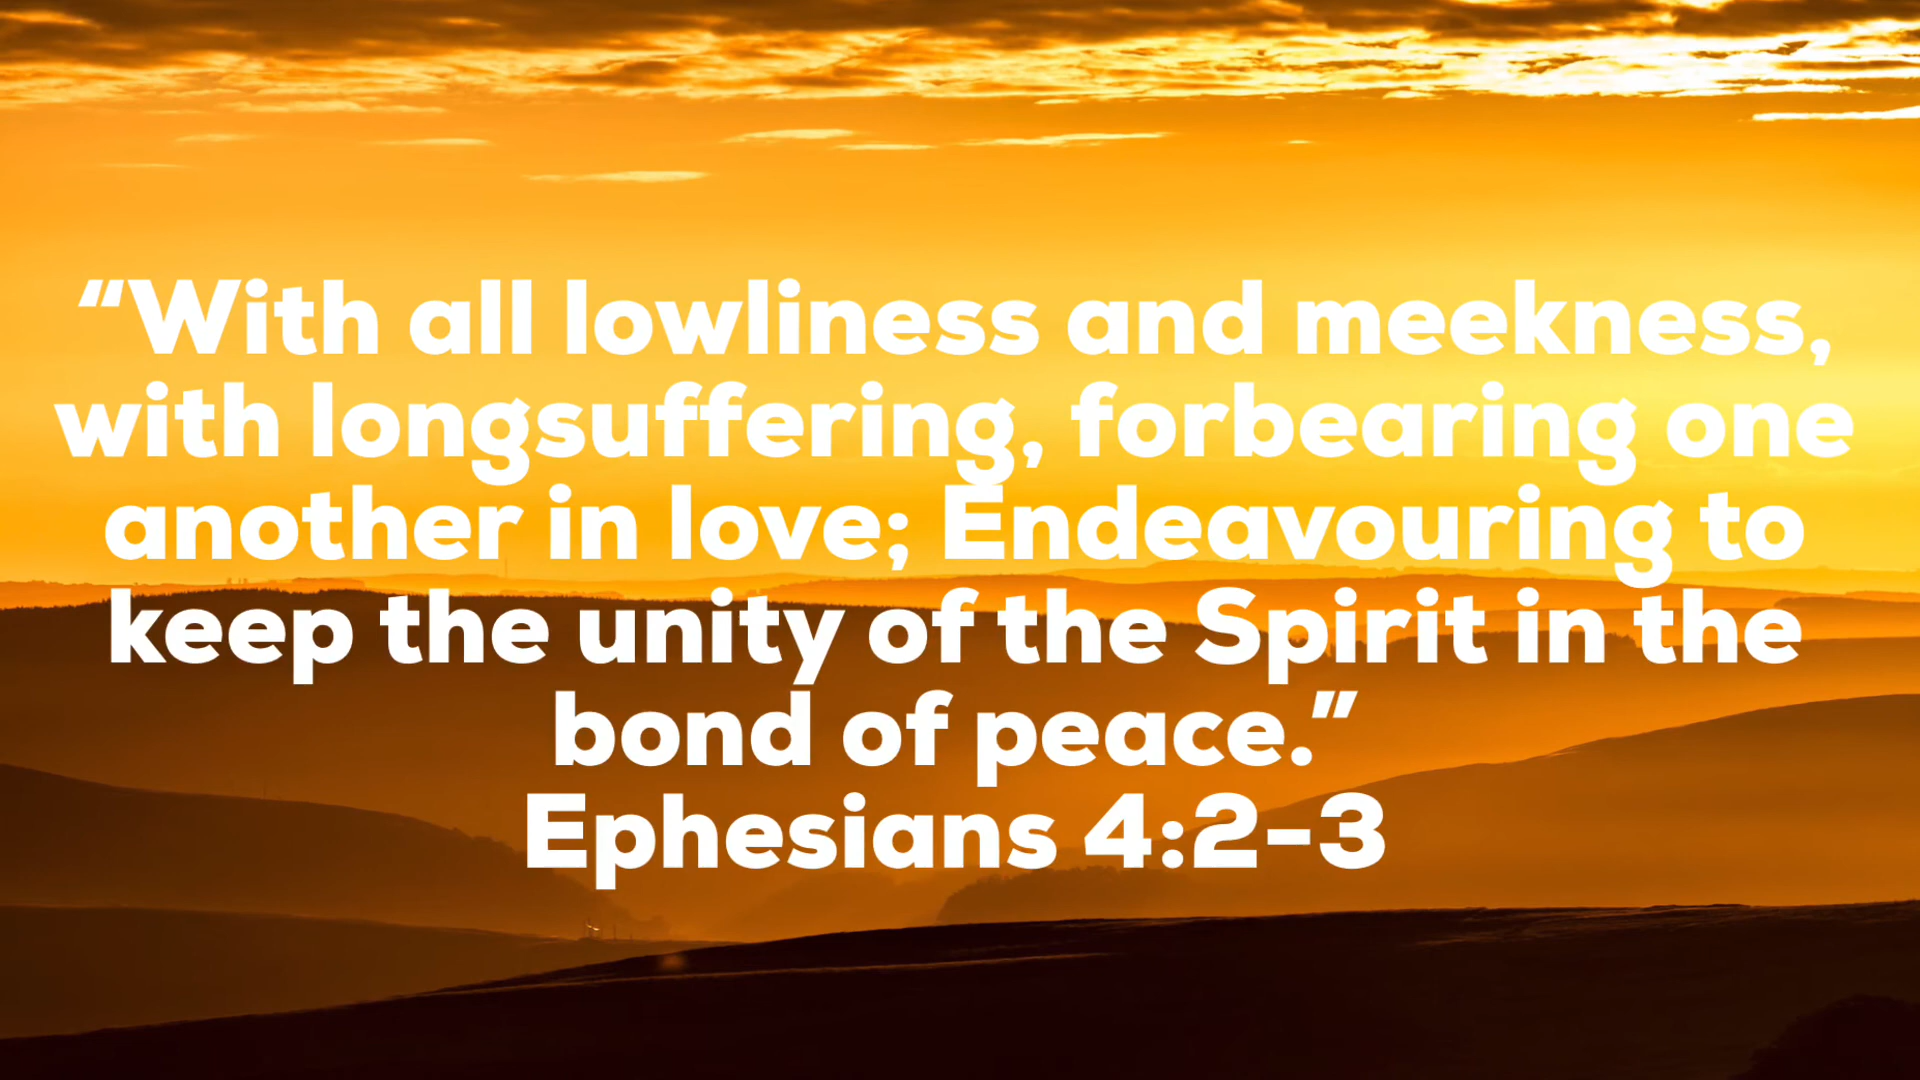 “With all lowliness and meekness,
with longsuffering, forbearing one
another in love; Endeavouring to
keep the unity of the Spirit in the
bond of peace.”
Ephesians 4:2-3